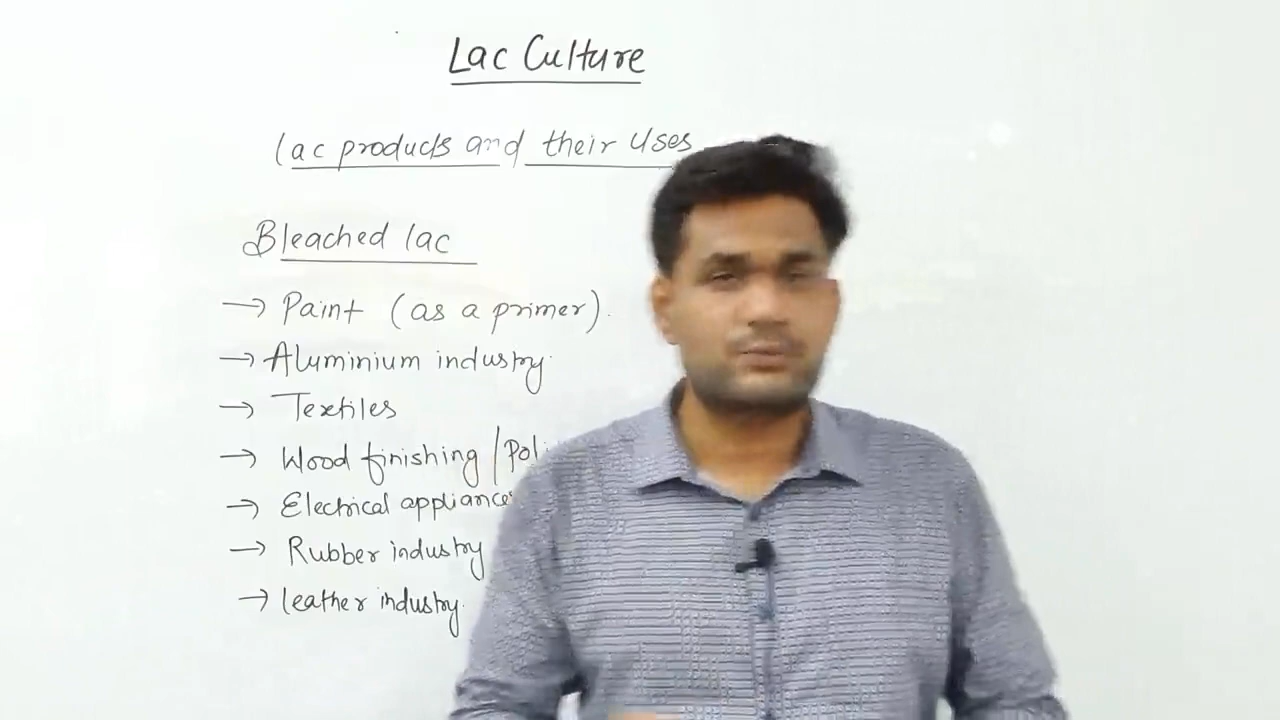 Lac Culture
lac products and their Uses
Bleached lac
→ Paint (as a primer).
→ Aluminium industry.
→ Textiles
→ Wood finishing /
→ Electrical appliances
→ Rubber industry
→ leather industry.